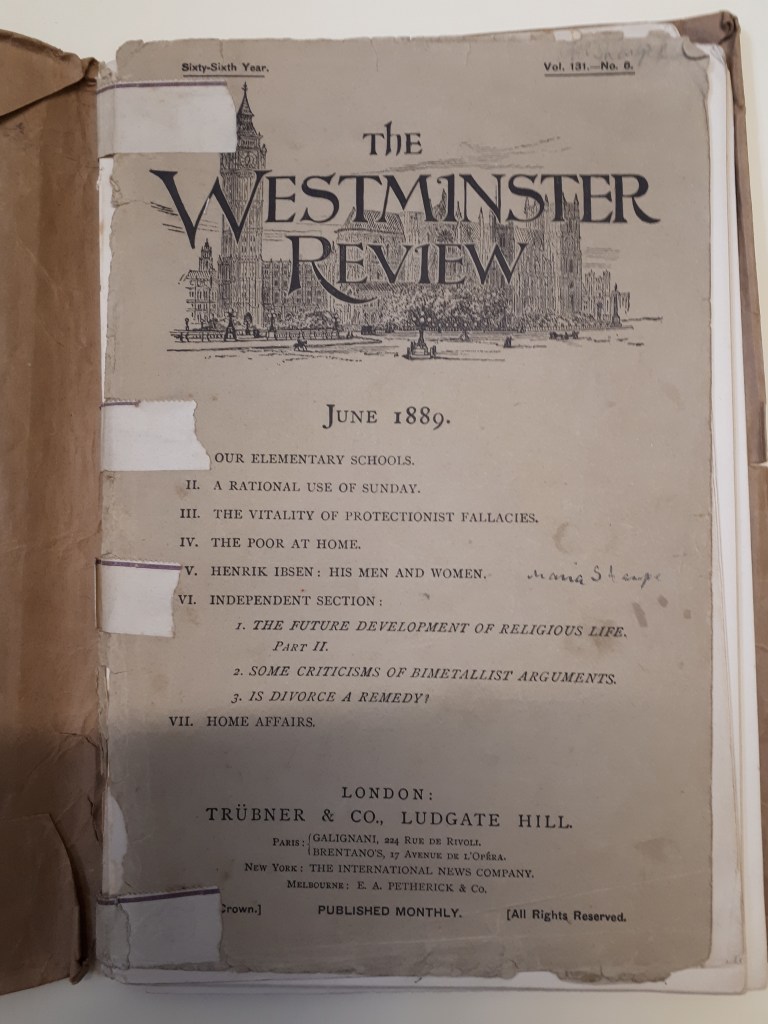 Sixty-Sixth Year.
Vol. 131.—No. 6.
THE
WESTMINSTER
REVIEW
JUNE 1889.
OUR ELEMENTARY SCHOOLS.
II. A RATIONAL USE OF SUNDAY.
III. THE VITALITY OF PROTECTIONIST FALLACIES.
IV. THE POOR AT HOME.
V. HENRIK IBSEN: HIS MEN AND WOMEN. Maria Sharpe
VI. INDEPENDENT SECTION:
1. THE FUTURE DEVELOPMENT OF RELIGIOUS LIFE.
PART II.
2. SOME CRITICISMS OF BIMETALLIST ARGUMENTS.
3. IS DIVORCE A REMEDY?
VII. HOME AFFAIRS.
LONDON:
TRÜBNER & CO., LUDGATE HILL.
PARIS: {GALIGNANI, 224 RUE DE RIVOLI.
{BRENTANO'S, 17 AVENUE DE L'OPÉRA.
NEW YORK: THE INTERNATIONAL NEWS COMPANY.
MELBOURNE: E. A. PETHERICK & CO.
Crown.] PUBLISHED MONTHLY. [All Rights Reserved.